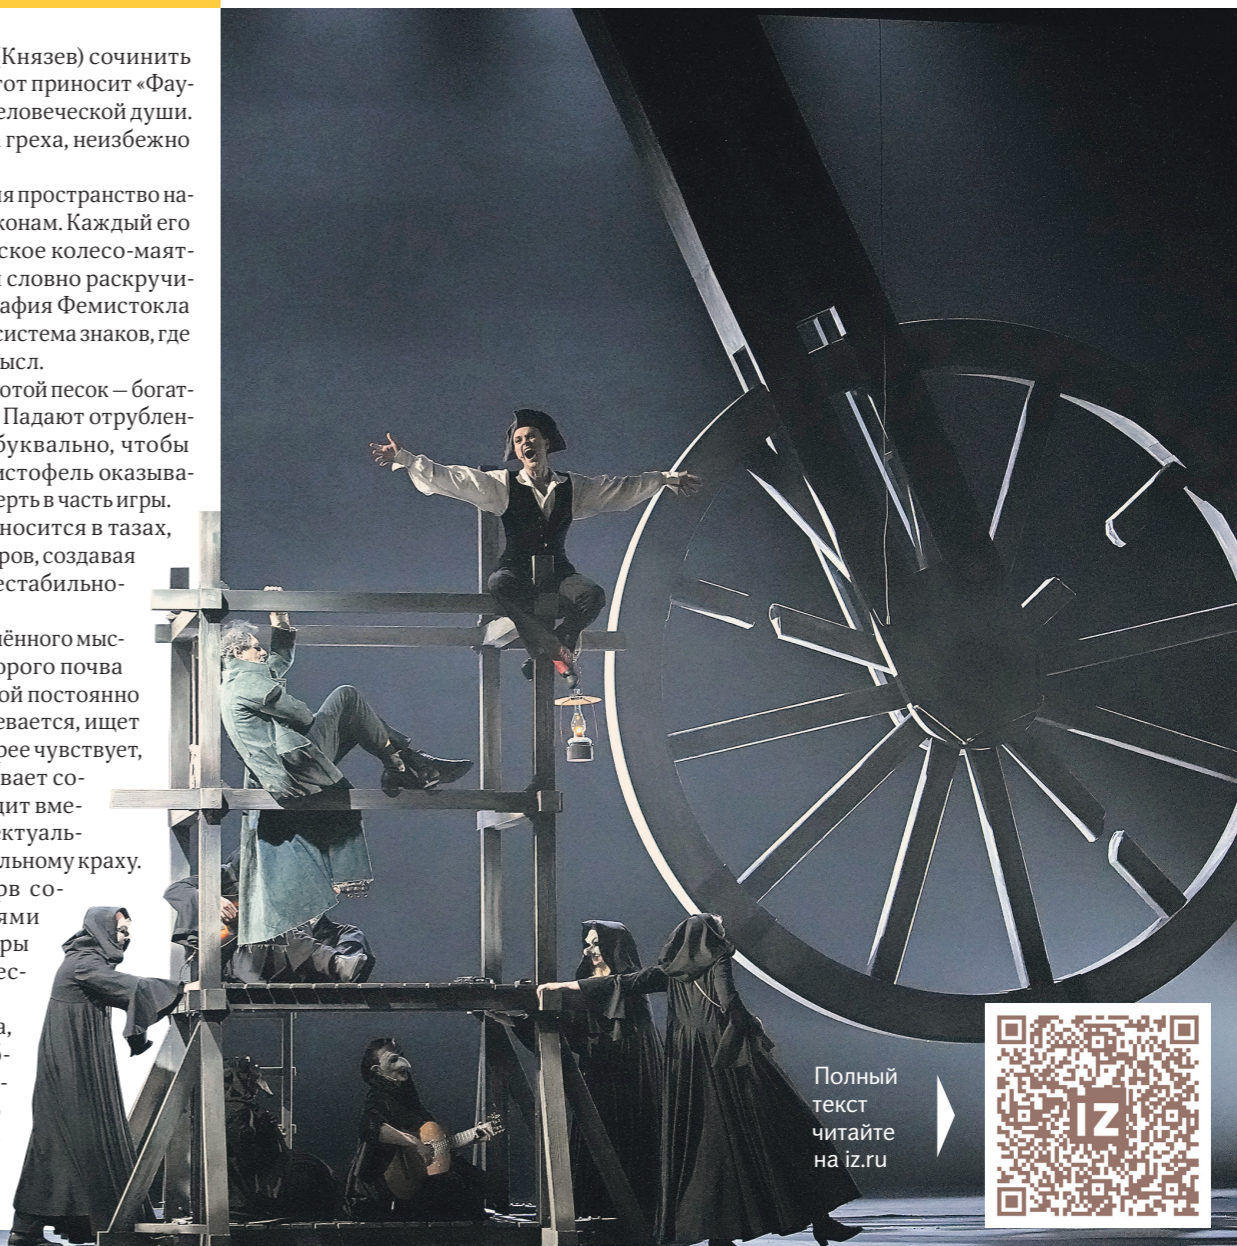 Князев) сочинить
тот приносит «Фау-
еловеческой души.
греха, неизбежно
я пространство на-
конам. Каждый его
ское колесо-маят-
словно раскручи-
афия Фемистокла
система знаков, где
ысл.
отой песок — богат-
Падают отрублен-
буквально, чтобы
истофель оказыва-
ерть в часть игры.
носится в тазах,
ров, создавая
естабильно-
лённого мыс-
орого почва
ой постоянно
евается, ищет
рее чувствует,
вает со-
дит вме-
ектуаль-
льному краху.
рв со-
ями
ры
ес-
а,
Полный
текст
читайте
на iz.ru
iz